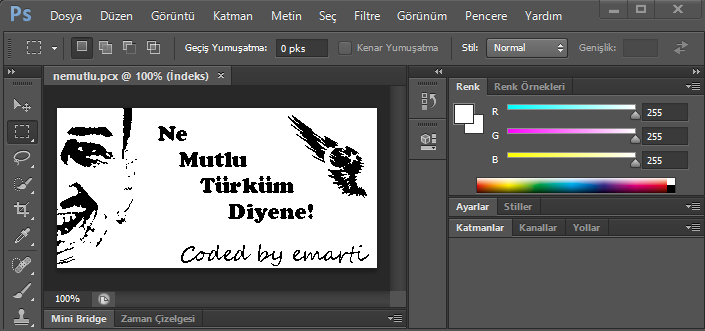 Ps Dosya Düzen Görüntü Katman Metin Seç Filtre Görünüm Pencere Yardım
Geçiş Yumuşatma: 0 pks Kenar Yumuşatma Stil: Normal Genişlik:
nemutlu.pcx @ 100% (İndeks) ×
Ne
Mutlu
Türküm
Diyene!
Coded by emarti
100%
Mini Bridge Zaman Çizelgesi
Renk Renk Örnekleri
R 255
G 255
B 255
Ayarlar Stiller
Katmanlar Kanallar Yollar